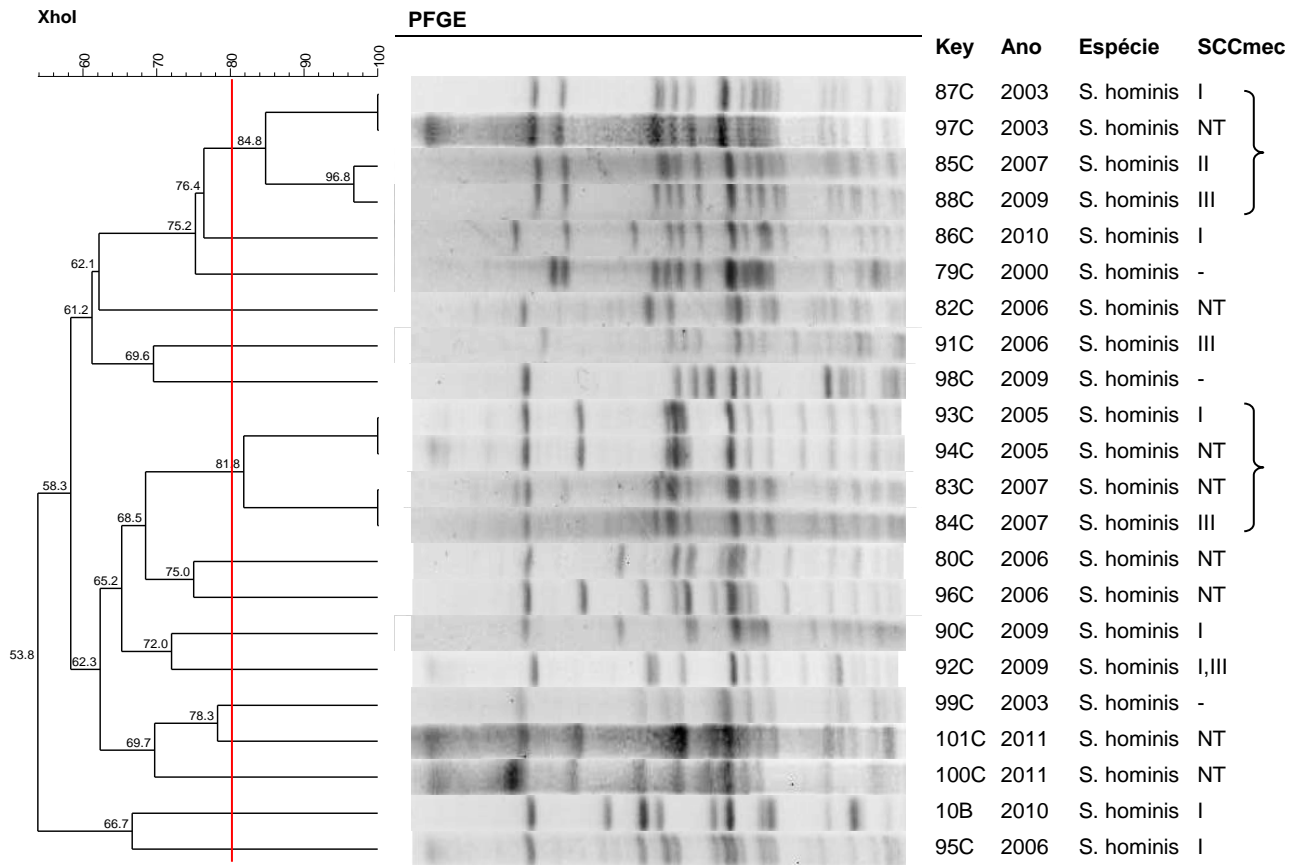 XhoI
PFGE
60 70 80 90 100
Key Ano Espécie SCCmec
87C 2003 S. hominis I
97C 2003 S. hominis NT
84.8
85C 2007 S. hominis II
96.8
88C 2009 S. hominis III
76.4
86C 2010 S. hominis I
75.2
79C 2000 S. hominis -
62.1
82C 2006 S. hominis NT
61.2
91C 2006 S. hominis III
69.6
98C 2009 S. hominis -
93C 2005 S. hominis I
94C 2005 S. hominis NT
81.8
83C 2007 S. hominis NT
58.3
84C 2007 S. hominis III
68.5
80C 2006 S. hominis NT
75.0
96C 2006 S. hominis NT
65.2
90C 2009 S. hominis I
72.0
53.8
62.3
92C 2009 S. hominis I,III
99C 2003 S. hominis -
78.3
101C 2011 S. hominis NT
69.7
100C 2011 S. hominis NT
10B 2010 S. hominis I
66.7
95C 2006 S. hominis I